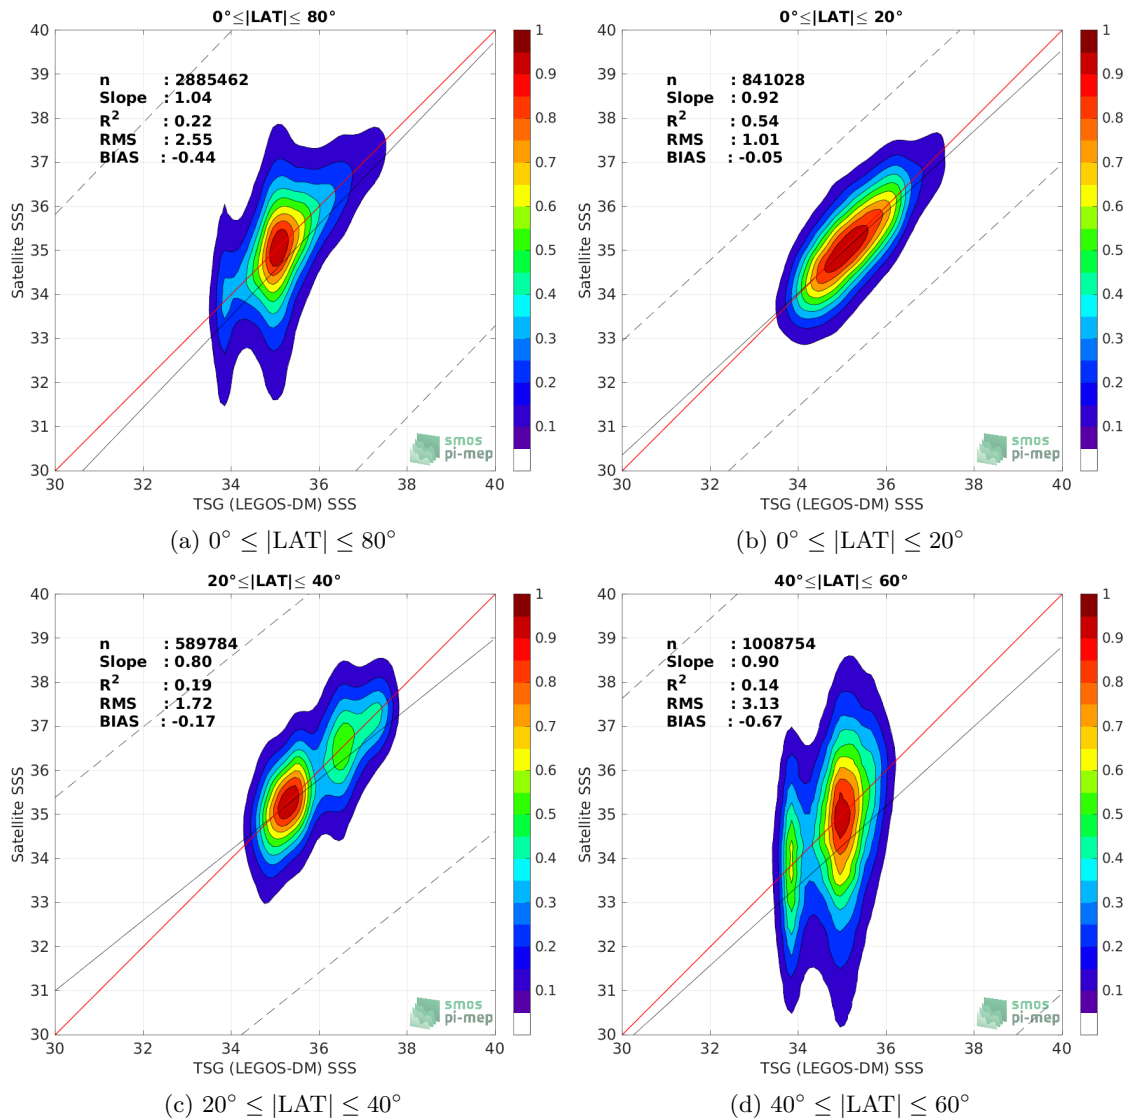 0°≤|LAT|≤ 80°
40
39
38
37
36
35
34
33
32
31
30
Satellite SSS
n : 2885462
Slope : 1.04
R² : 0.22
RMS : 2.55
BIAS : -0.44
30 32 34 36 38 40
TSG (LEGOS-DM) SSS
smos
pi-mep
1
0.9
0.8
0.7
0.6
0.5
0.4
0.3
0.2
0.1
(a) 0° ≤ |LAT| ≤ 80°
0°≤|LAT|≤ 20°
40
39
38
37
36
35
34
33
32
31
30
Satellite SSS
n : 841028
Slope : 0.92
R² : 0.54
RMS : 1.01
BIAS : -0.05
30 32 34 36 38 40
TSG (LEGOS-DM) SSS
smos
pi-mep
1
0.9
0.8
0.7
0.6
0.5
0.4
0.3
0.2
0.1
(b) 0° ≤ |LAT| ≤ 20°
20°≤|LAT|≤ 40°
40
39
38
37
36
35
34
33
32
31
30
Satellite SSS
n : 589784
Slope : 0.80
R² : 0.19
RMS : 1.72
BIAS : -0.17
30 32 34 36 38 40
TSG (LEGOS-DM) SSS
smos
pi-mep
1
0.9
0.8
0.7
0.6
0.5
0.4
0.3
0.2
0.1
(c) 20° ≤ |LAT| ≤ 40°
40°≤|LAT|≤ 60°
40
39
38
37
36
35
34
33
32
31
30
Satellite SSS
n : 1008754
Slope : 0.90
R² : 0.14
RMS : 3.13
BIAS : -0.67
30 32 34 36 38 40
TSG (LEGOS-DM) SSS
smos
pi-mep
1
0.9
0.8
0.7
0.6
0.5
0.4
0.3
0.2
0.1
(d) 40° ≤ |LAT| ≤ 60°